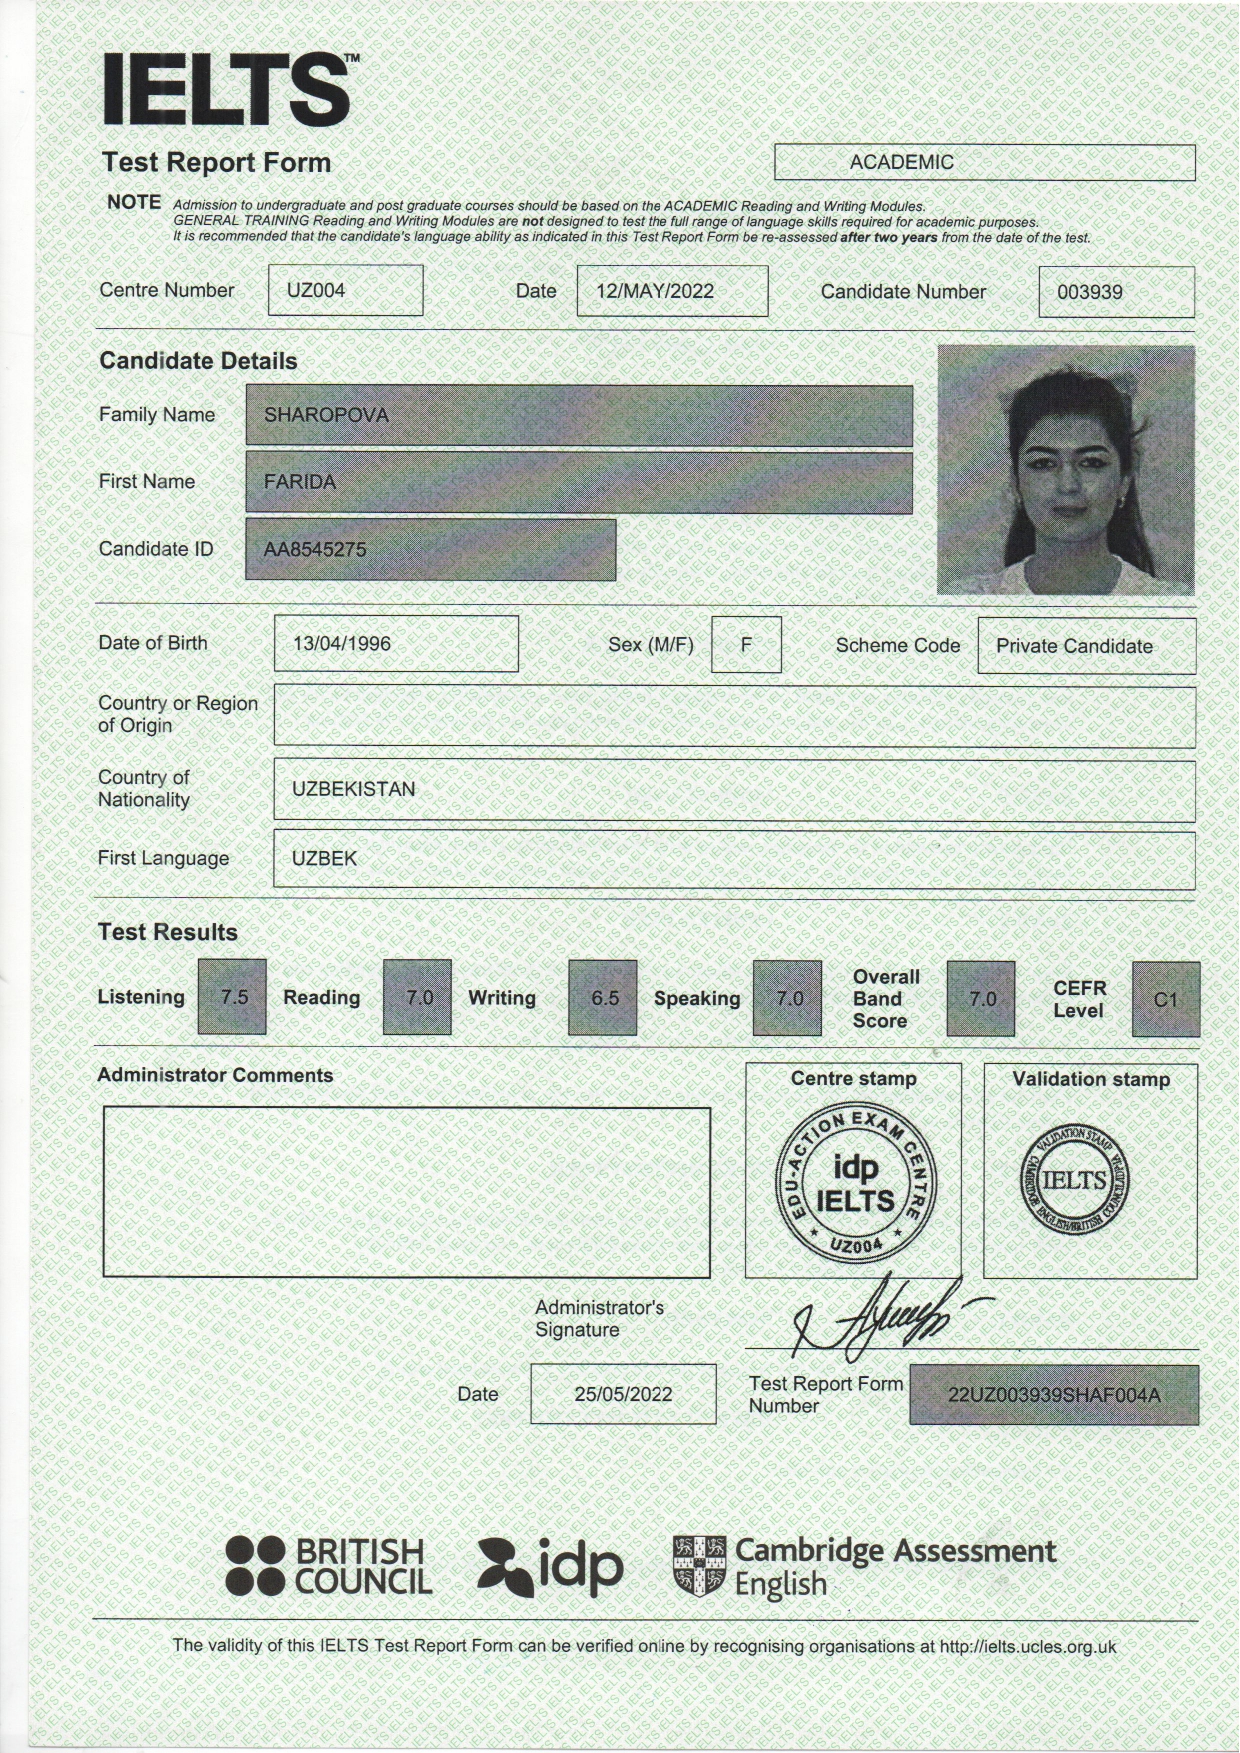 IELTS™
Test Report Form
ACADEMIC
NOTE Admission to undergraduate and post graduate courses should be based on the ACADEMIC Reading and Writing Modules.
GENERAL TRAINING Reading and Writing Modules are not designed to test the full range of language skills required for academic purposes.
It is recommended that the candidate's language ability as indicated in this Test Report Form be re-assessed after two years from the date of the test.
Centre Number UZ004 Date 12/MAY/2022 Candidate Number 003939
Candidate Details
Family Name SHAROPOVA
First Name FARIDA
Candidate ID AA8545275
Date of Birth 13/04/1996 Sex (M/F) F Scheme Code Private Candidate
Country or Region
of Origin
Country of
Nationality UZBEKISTAN
First Language UZBEK
Test Results
Listening 7.5 Reading 7.0 Writing 6.5 Speaking 7.0 Overall Band Score 7.0 CEFR Level C1
Administrator Comments
Centre stamp
EDU-ACTION EXAM CENTRE
idp
IELTS
UZ004
Validation stamp
VALIDATION STAMP
CAMBRIDGE ENGLISH/BRITISH COUNCIL/IDP:IA
IELTS
Administrator's
Signature
Date 25/05/2022
Test Report Form
Number 22UZ003939SHAF004A
BRITISH
COUNCIL
idp
Cambridge Assessment
English
The validity of this IELTS Test Report Form can be verified online by recognising organisations at http://ielts.ucles.org.uk